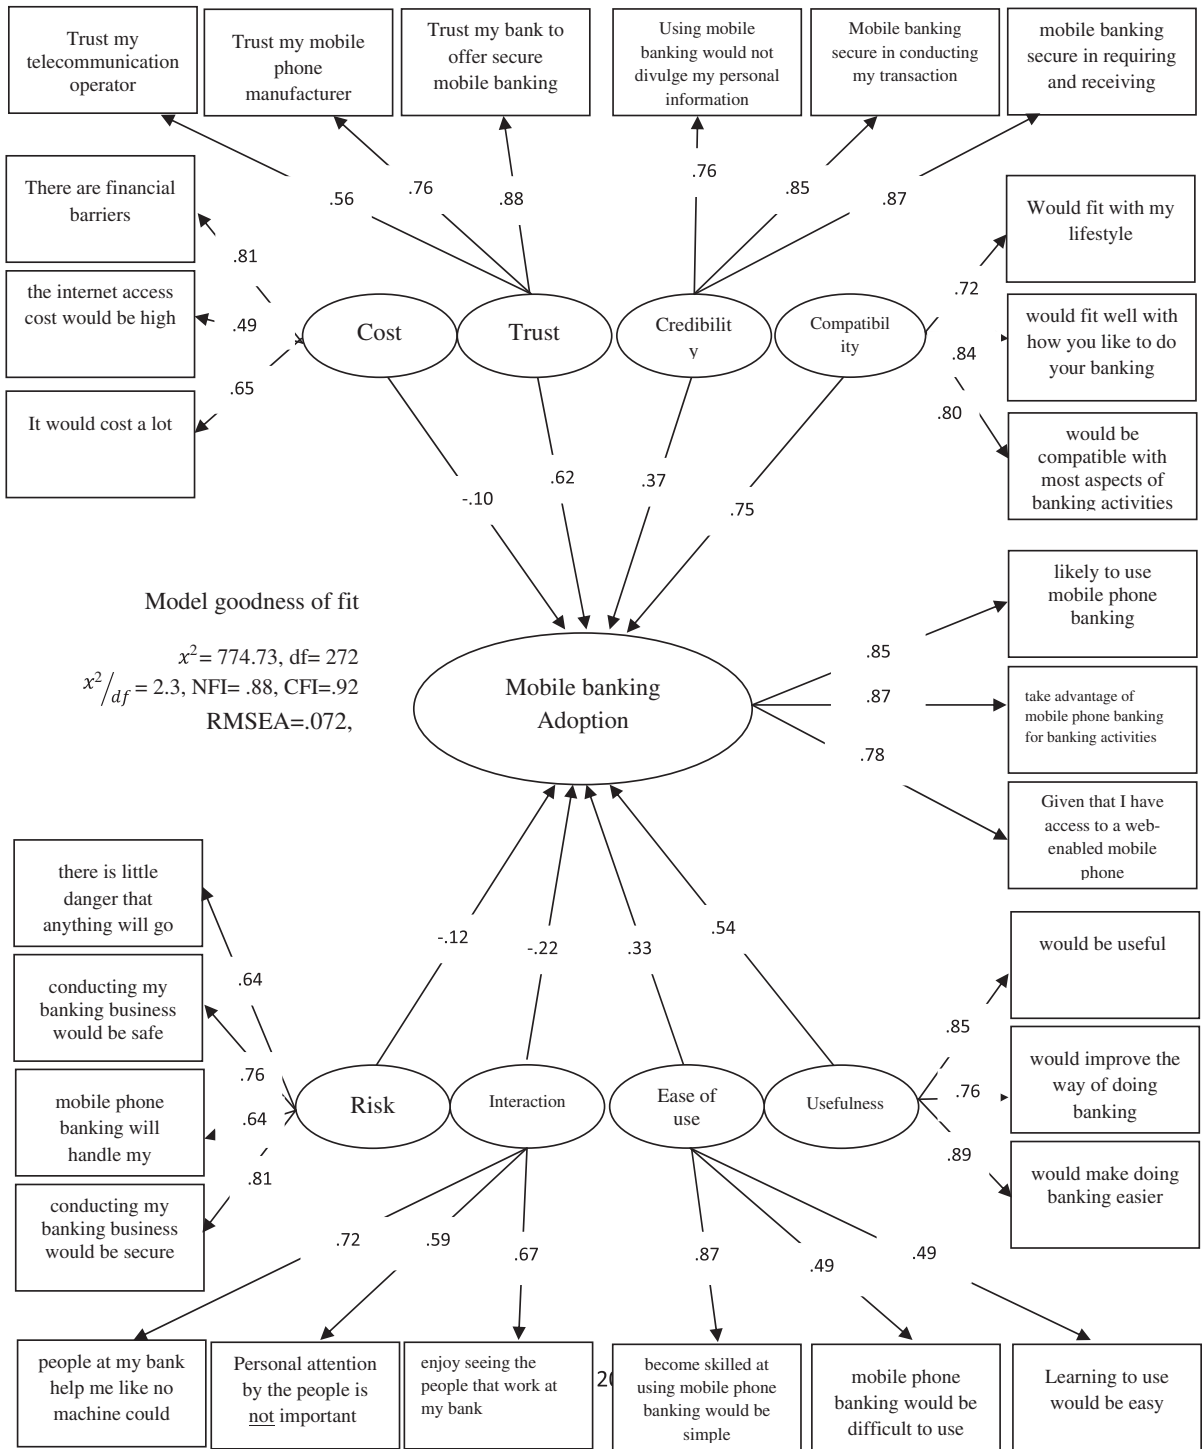 Trust my
telecommunication
operator
Trust my mobile
phone
manufacturer
Trust my bank to
offer secure
mobile banking
Using mobile
banking would not
divulge my personal
information
Mobile banking
secure in conducting
my transaction
mobile banking
secure in requiring
and receiving
.56
.76
.88
.76
.85
.87
There are financial
barriers
the internet access
cost would be high
It would cost a lot
.81
.49
.65
Cost
Trust
Credibilit
y
Compatibil
ity
.72
.84
.80
Would fit with my
lifestyle
would fit well with
how you like to do
your banking
would be
compatible with
most aspects of
banking activities
-.10
.62
.37
.75
Model goodness of fit
x²= 774.73, df= 272
x²/df = 2.3, NFI= .88, CFI=.92
RMSEA=.072,
Mobile banking
Adoption
.85
.87
.78
likely to use
mobile phone
banking
take advantage of
mobile phone banking
for banking activities
Given that I have
access to a web-
enabled mobile
phone
there is little
danger that
anything will go
conducting my
banking business
would be safe
mobile phone
banking will
handle my
conducting my
banking business
would be secure
.64
.76
.64
.81
-.12
-.22
.33
.54
Risk
Interaction
Ease of
use
Usefulness
.85
.76
.89
would be useful
would improve the
way of doing
banking
would make doing
banking easier
.72
.59
.67
.87
.49
.49
people at my bank
help me like no
machine could
Personal attention
by the people is
not important
enjoy seeing the
people that work at
my bank
20
become skilled at
using mobile phone
banking would be
simple
mobile phone
banking would be
difficult to use
Learning to use
would be easy